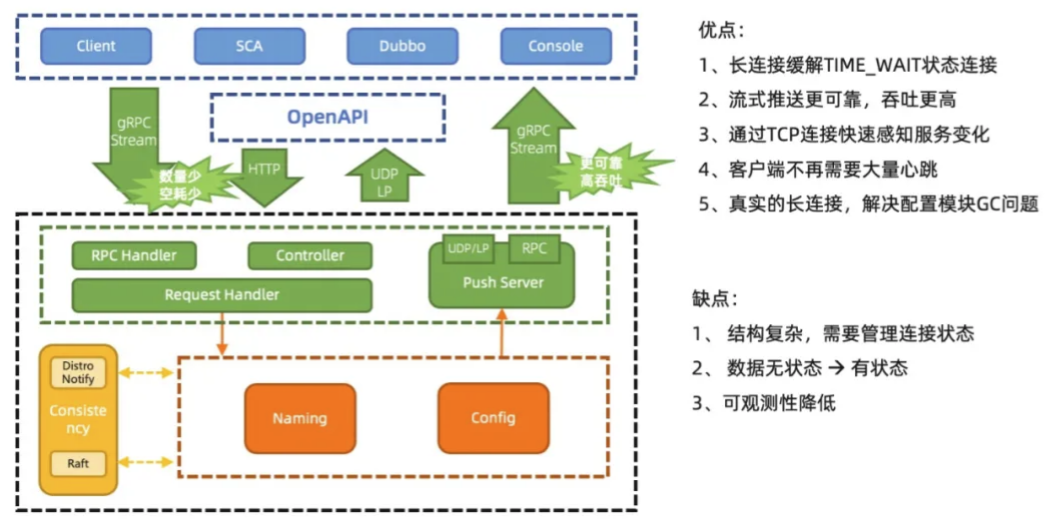 Client
SCA
Dubbo
Console
OpenAPI
gRPC
Stream
数量少
空耗少
HTTP
UDP
LP
gRPC
Stream
更可靠
高吞吐
RPC Handler
Controller
Request Handler
UDP/LP
RPC
Push Server
Distro
Notify
Consiste
ncy
Raft
Naming
Config
优点：
1、长连接缓解TIME_WAIT状态连接
2、流式推送更可靠，吞吐更高
3、通过TCP连接快速感知服务变化
4、客户端不再需要大量心跳
5、真实的长连接，解决配置模块GC问题
缺点：
1、 结构复杂，需要管理连接状态
2、 数据无状态 → 有状态
3、可观测性降低